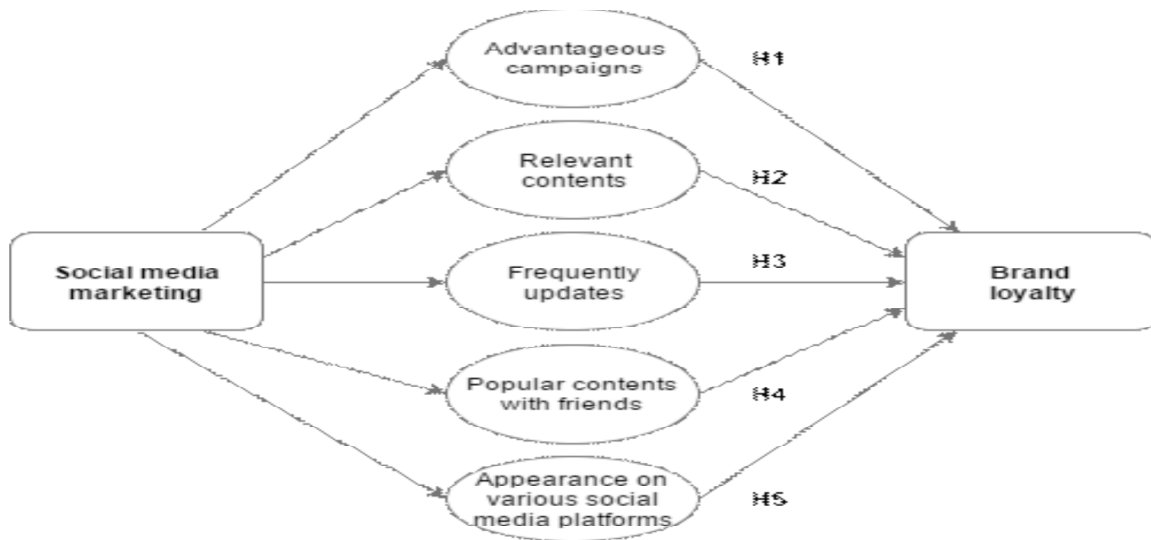 Advantageous
campaigns
H1
Relevant
contents
H2
Social media
marketing
Frequently
updates
H3
Brand
loyalty
Popular contents
with friends
H4
Appearance on
various social
media platforms
H5